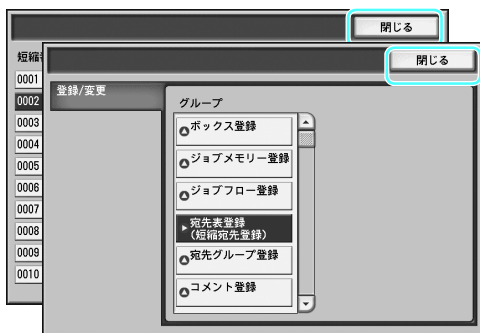 閉じる
短縮
0001
0002
0003
0004
0005
0006
0007
0008
0009
0010
閉じる
登録/変更
グループ
ボックス登録
ジョブメモリー登録
ジョブフロー登録
宛先表登録
(短縮宛先登録)
宛先グループ登録
コメント登録